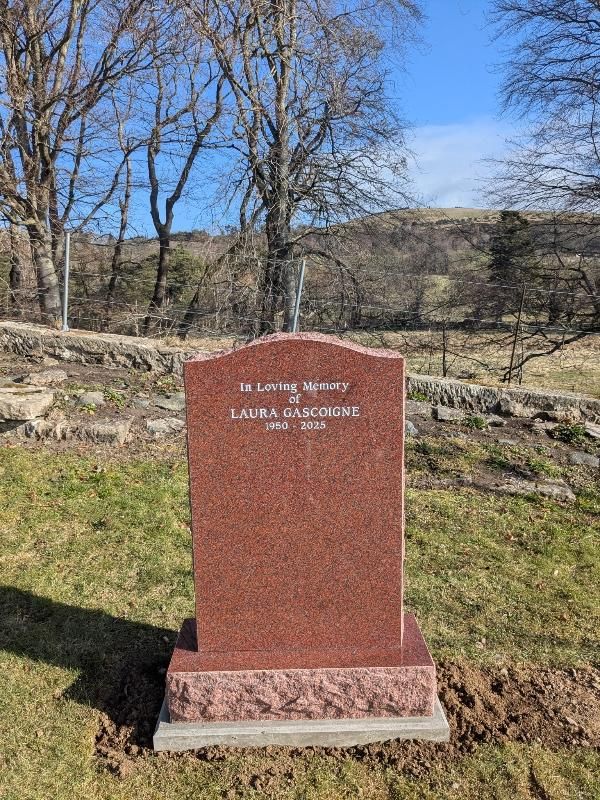 In Loving Memory
of
LAURA GASCOIGNE
1950 - 2025